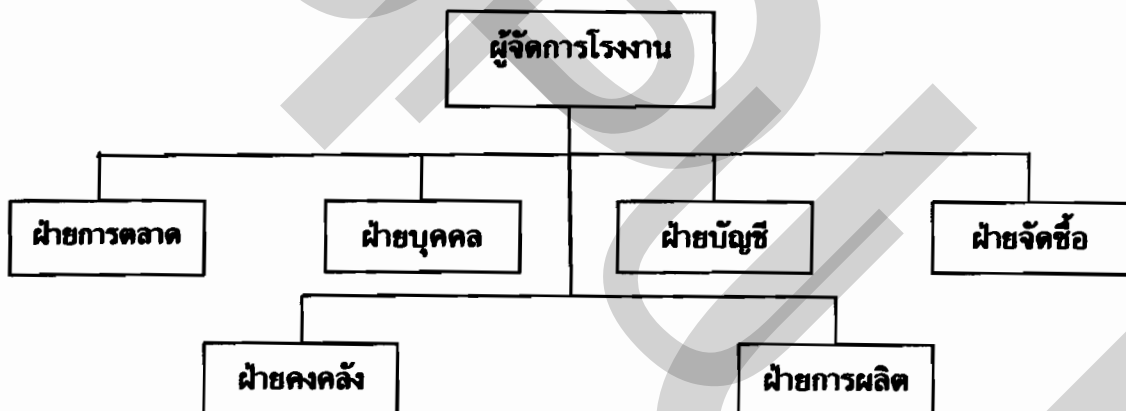 ผู้จัดการโรงงาน
ฝ่ายการตลาด
ฝ่ายบุคคล
ฝ่ายบัญชี
ฝ่ายจัดซื้อ
ฝ่ายคงคลัง
ฝ่ายการผลิต